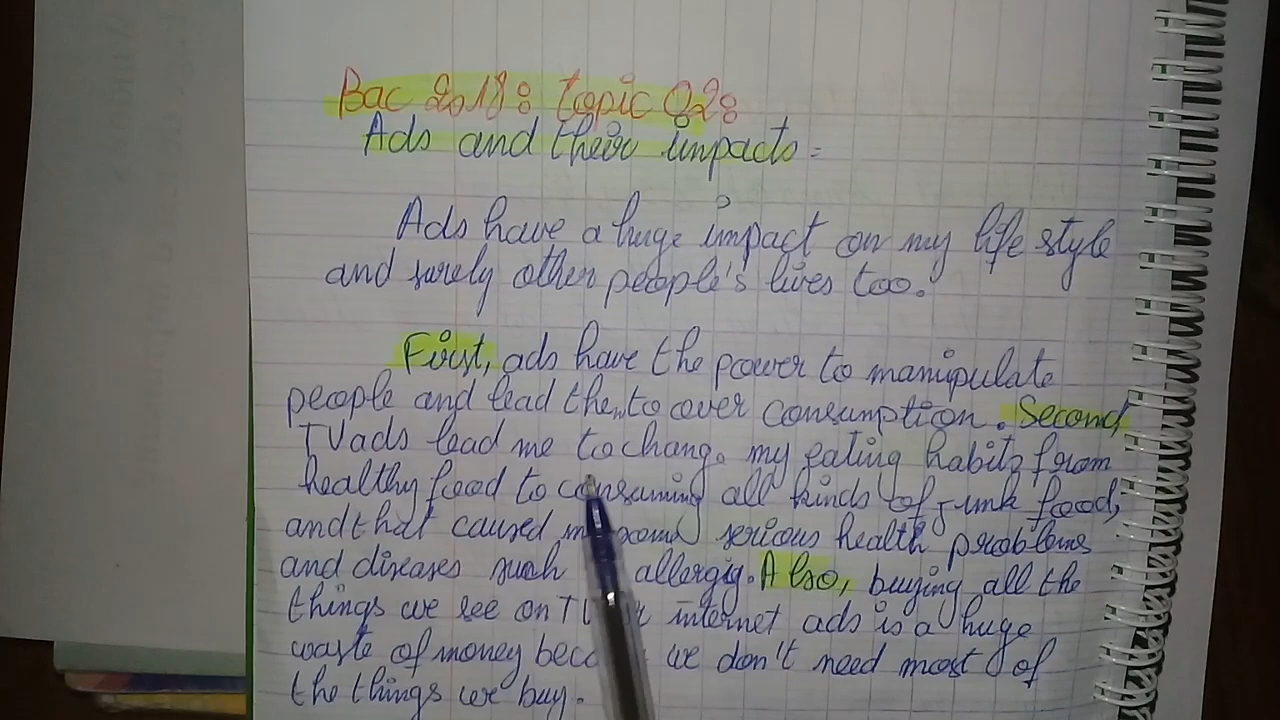 Bac 2018: topic 02:
Ads and their impacts:
Ads have a huge impact on my life style
and surely other people's lives too.
First, ads have the power to manipulate
people and lead them to over consumption. Second,
TV ads lead me to change my eating habits from
healthy food to consuming all kinds of junk food,
and that caused some serious health problems
and diseases such allergig. Also, buying all the
things we see on TV internet ads is a huge
waste of money we don't need most of
the things we buy.